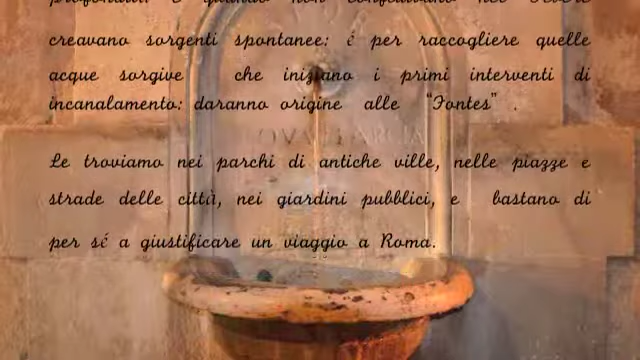 creavano sorgenti spontanee: é per raccogliere quelle
acque sorgive che iniziano i primi interventi di
incanalamento: daranno origine alle “Fontes” .
Le troviamo nei parchi di antiche ville, nelle piazze e
strade delle città, nei giardini pubblici, e bastano di
per sé a giustificare un viaggio a Roma.